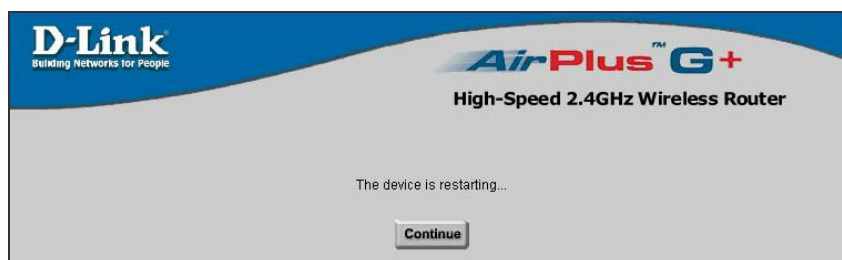 D-Link
Building Networks for People
AirPlus™ G+
High-Speed 2.4GHz Wireless Router
The device is restarting...
Continue